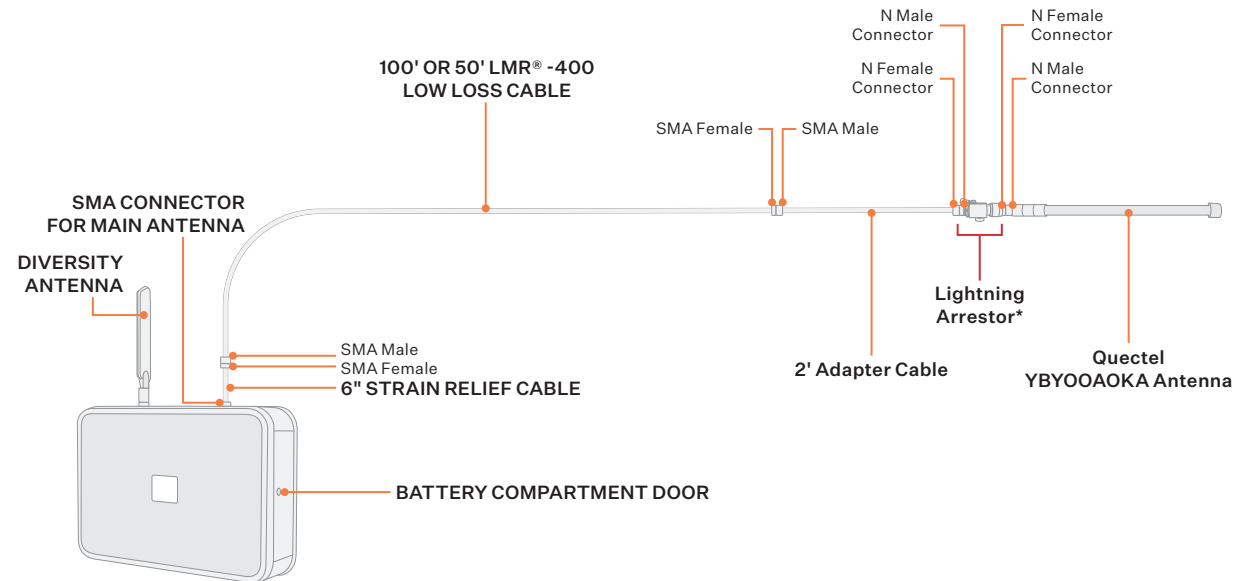 N Male
Connector
N Female
Connector
N Female
Connector
N Male
Connector
100' OR 50' LMR® -400
LOW LOSS CABLE
SMA Female
SMA Male
SMA CONNECTOR
FOR MAIN ANTENNA
DIVERSITY
ANTENNA
Lightning
Arrestor*
SMA Male
SMA Female
6" STRAIN RELIEF CABLE
2' Adapter Cable
Quectel
YBYOOAOKA Antenna
BATTERY COMPARTMENT DOOR